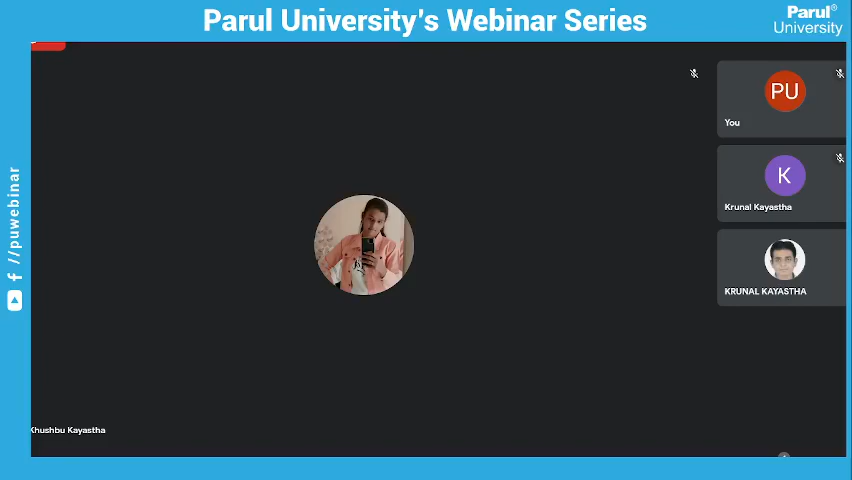 Parul University's Webinar Series
Parul®
University
//puwebinar
PU
You
K
Krunal Kayastha
KRUNAL KAYASTHA
Khushbu Kayastha